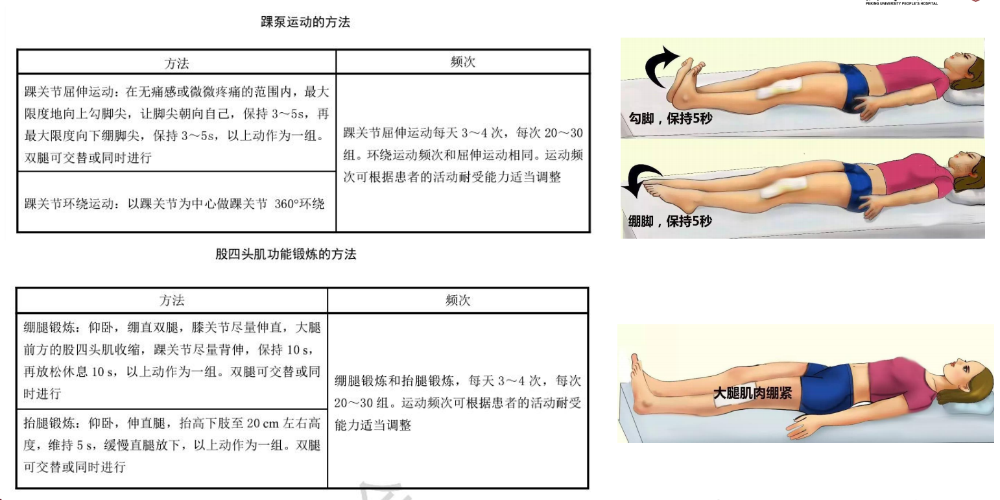 PEKING UNIVERSITY PEOPLE'S HOSPITAL
踝泵运动的方法
方法
频次
踝关节屈伸运动：在无痛感或微微疼痛的范围内，最大
限度地向上勾脚尖，让脚尖朝向自己，保持 3～5s，再
最大限度向下绷脚尖，保持 3～5s，以上动作为一组。
双腿可交替或同时进行
踝关节屈伸运动每天 3～4 次，每次 20～30
组。环绕运动频次和屈伸运动相同。运动频
次可根据患者的活动耐受能力适当调整
踝关节环绕运动：以踝关节为中心做踝关节 360°环绕
勾脚，保持5秒
绷脚，保持5秒
股四头肌功能锻炼的方法
方法
频次
绷腿锻炼：仰卧，绷直双腿，膝关节尽量伸直，大腿
前方的股四头肌收缩，踝关节尽量背伸，保持 10 s，
再放松休息 10 s，以上动作为一组。双腿可交替或同
时进行
绷腿锻炼和抬腿锻炼，每天 3～4 次，每次
20～30 组。运动频次可根据患者的活动耐受
能力适当调整
抬腿锻炼：仰卧，伸直腿，抬高下肢至 20 cm 左右高
度，维持 5 s，缓慢直腿放下，以上动作为一组。双腿
可交替或同时进行
大腿肌肉绷紧